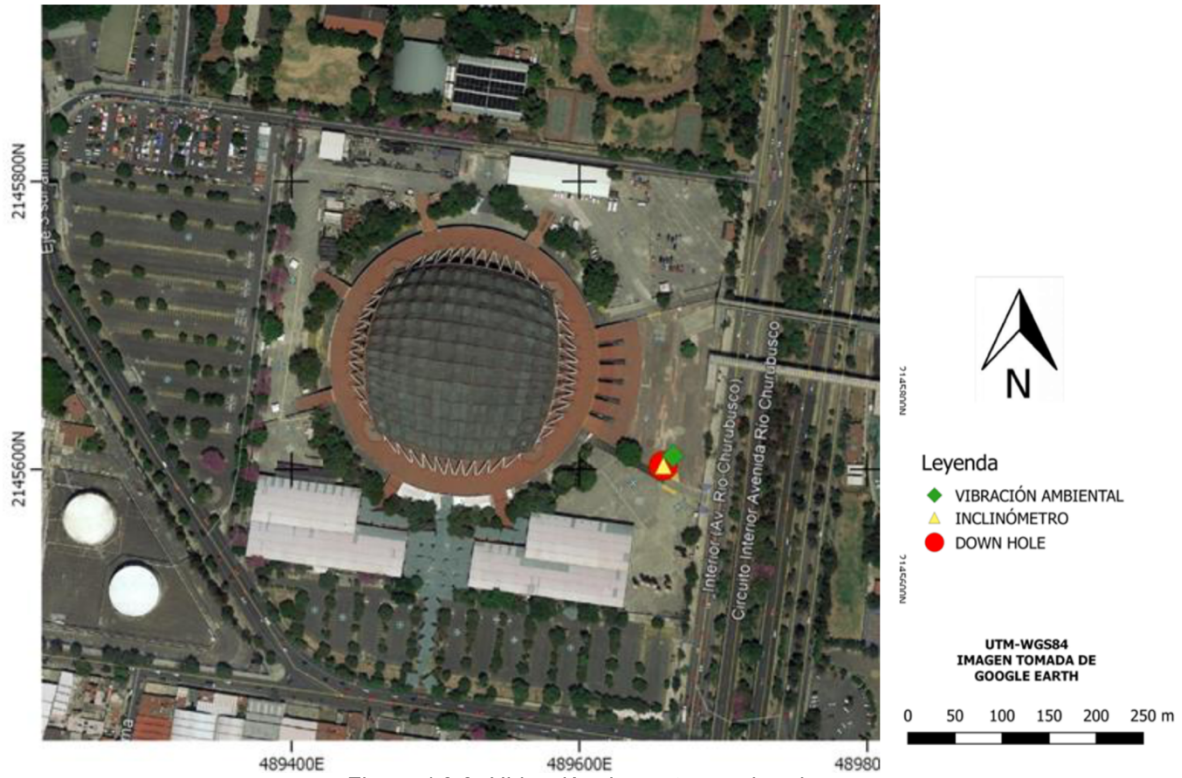 2145800N
2145600N
Eje 3 sur
Interior (Av. Río Churubusco)
Circuito Interior Avenida Río Churubusco
ma
489400E
489600E
48980
N
Leyenda
VIBRACIÓN AMBIENTAL
INCLINÓMETRO
DOWN HOLE
UTM-WGS84
IMAGEN TOMADA DE
GOOGLE EARTH
0 50 100 150 200 250 m